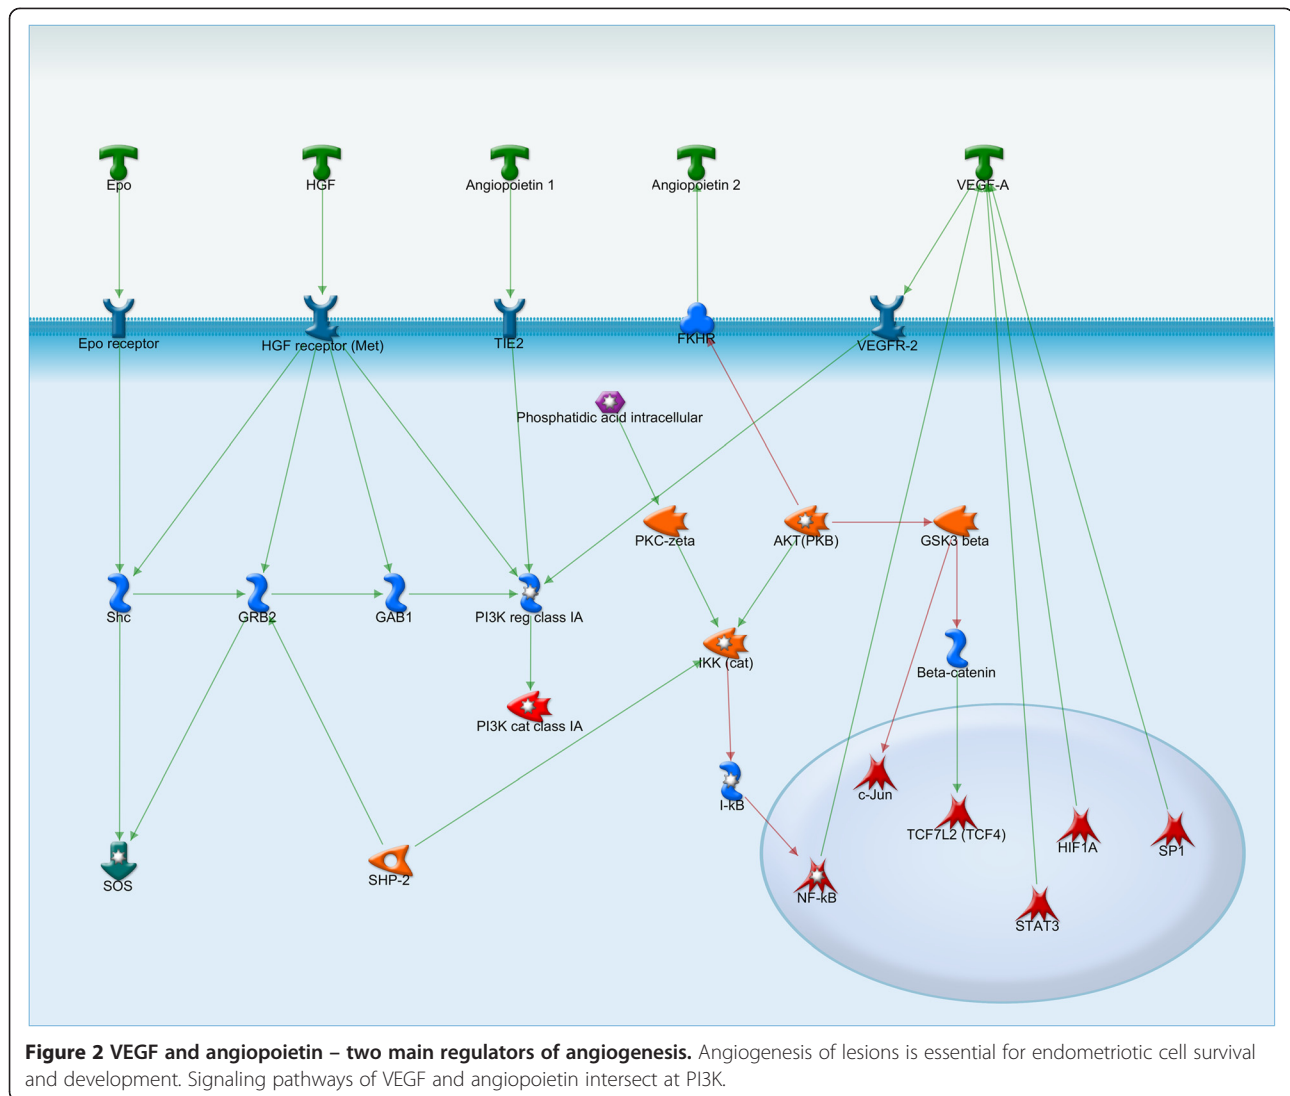 Epo
HGF
Angiopoietin 1
Angiopoietin 2
VEGF-A
Epo receptor
HGF receptor (Met)
TIE2
FKHR
VEGFR-2
Phosphatidic acid intracellular
PKC-zeta
AKT(PKB)
GSK3 beta
Shc
GRB2
GAB1
PI3K reg class IA
IKK (cat)
Beta-catenin
PI3K cat class IA
I-kB
c-Jun
TCF7L2 (TCF4)
HIF1A
SP1
SOS
SHP-2
NF-kB
STAT3
Figure 2 VEGF and angiopoietin – two main regulators of angiogenesis. Angiogenesis of lesions is essential for endometriotic cell survival
and development. Signaling pathways of VEGF and angiopoietin intersect at PI3K.